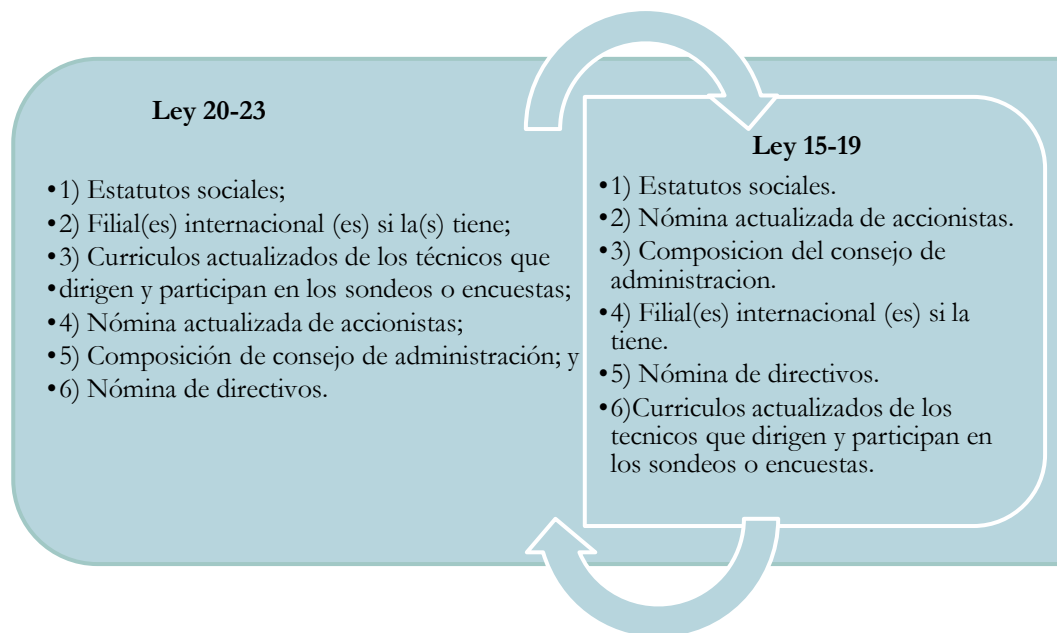 Ley 20-23
•1) Estatutos sociales;
•2) Filial(es) internacional (es) si la(s) tiene;
•3) Curriculos actualizados de los técnicos que
•dirigen y participan en los sondeos o encuestas;
•4) Nómina actualizada de accionistas;
•5) Composición de consejo de administración; y
•6) Nómina de directivos.
Ley 15-19
•1) Estatutos sociales.
•2) Nómina actualizada de accionistas.
•3) Composicion del consejo de
administracion.
•4) Filial(es) internacional (es) si la
tiene.
•5) Nómina de directivos.
•6)Curriculos actualizados de los
tecnicos que dirigen y participan en
los sondeos o encuestas.